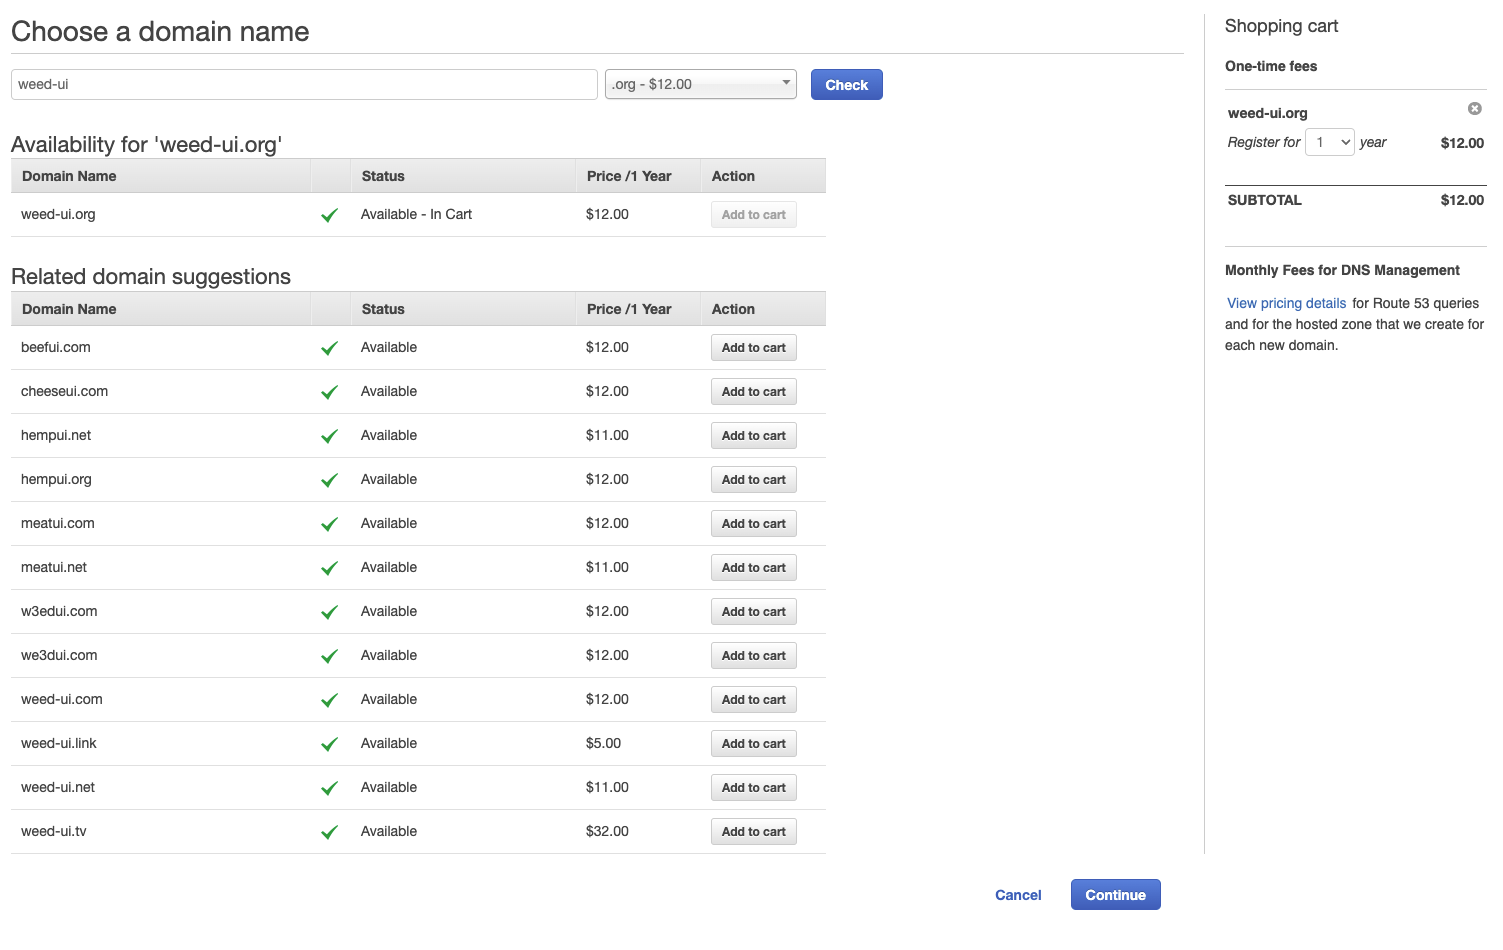 Choose a domain name
weed-ui .org - $12.00 Check
Availability for 'weed-ui.org'
Domain Name Status Price /1 Year Action
weed-ui.org Available - In Cart $12.00 Add to cart
Related domain suggestions
Domain Name Status Price /1 Year Action
beefui.com Available $12.00 Add to cart
cheeseui.com Available $12.00 Add to cart
hempui.net Available $11.00 Add to cart
hempui.org Available $12.00 Add to cart
meatui.com Available $12.00 Add to cart
meatui.net Available $11.00 Add to cart
w3edui.com Available $12.00 Add to cart
we3dui.com Available $12.00 Add to cart
weed-ui.com Available $12.00 Add to cart
weed-ui.link Available $5.00 Add to cart
weed-ui.net Available $11.00 Add to cart
weed-ui.tv Available $32.00 Add to cart
Cancel Continue
Shopping cart
One-time fees
weed-ui.org
Register for 1 year $12.00
SUBTOTAL $12.00
Monthly Fees for DNS Management
View pricing details for Route 53 queries
and for the hosted zone that we create for
each new domain.